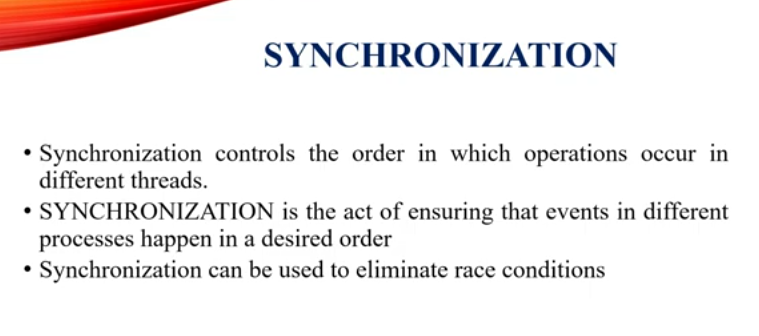 SYNCHRONIZATION
• Synchronization controls the order in which operations occur in
different threads.
• SYNCHRONIZATION is the act of ensuring that events in different
processes happen in a desired order
• Synchronization can be used to eliminate race conditions